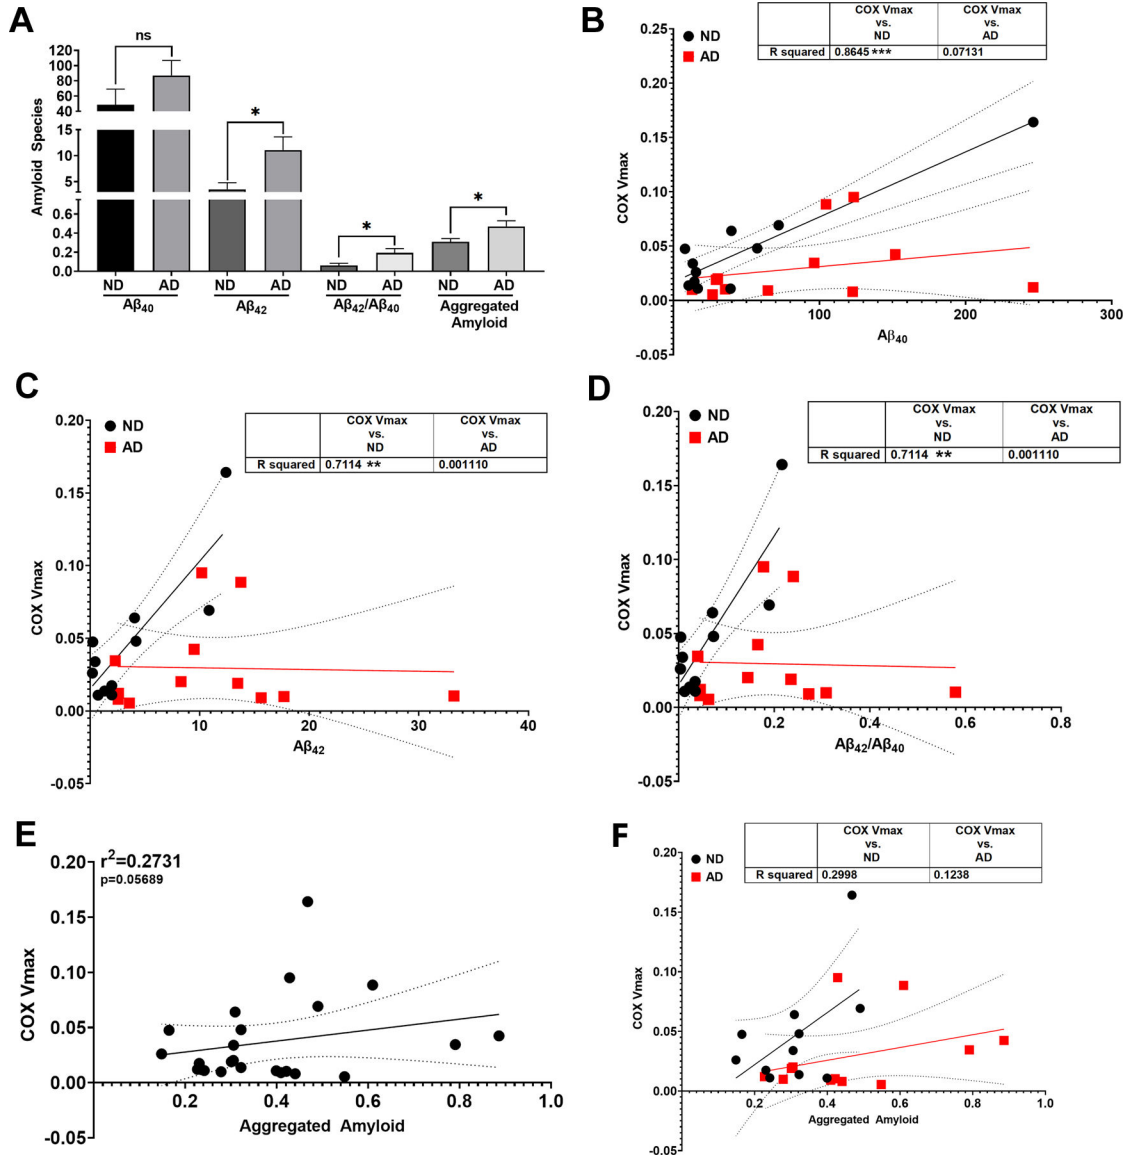 A
ns
120
100
80
60
40
Amyloid Species
15
10
5
*
0.6
0.4
0.2
0.0
*
*
ND AD ND AD ND AD ND AD
Aβ40 Aβ42 Aβ42/Aβ40 Aggregated
Amyloid
B
COX Vmax COX Vmax
vs. vs.
ND AD
R squared 0.8645 *** 0.07131
ND
AD
0.25
0.20
0.15
0.10
0.05
0.00
-0.05
COX Vmax
100 200 300
Aβ40
C
ND
AD
COX Vmax COX Vmax
vs. vs.
ND AD
R squared 0.7114 ** 0.001110
0.20
0.15
0.10
0.05
0.00
-0.05
COX Vmax
10 20 30 40
Aβ42
D
ND
AD
COX Vmax COX Vmax
vs. vs.
ND AD
R squared 0.7114 ** 0.001110
0.20
0.15
0.10
0.05
0.00
-0.05
COX Vmax
0.2 0.4 0.6 0.8
Aβ42/Aβ40
E
r²=0.2731
p=0.05689
0.20
0.15
0.10
0.05
0.00
-0.05
COX Vmax
0.2 0.4 0.6 0.8 1.0
Aggregated Amyloid
F
COX Vmax COX Vmax
vs. vs.
ND AD
R squared 0.2998 0.1238
ND
AD
0.20
0.15
0.10
0.05
0.00
-0.05
COX Vmax
0.2 0.4 0.6 0.8 1.0
Aggregated Amyloid